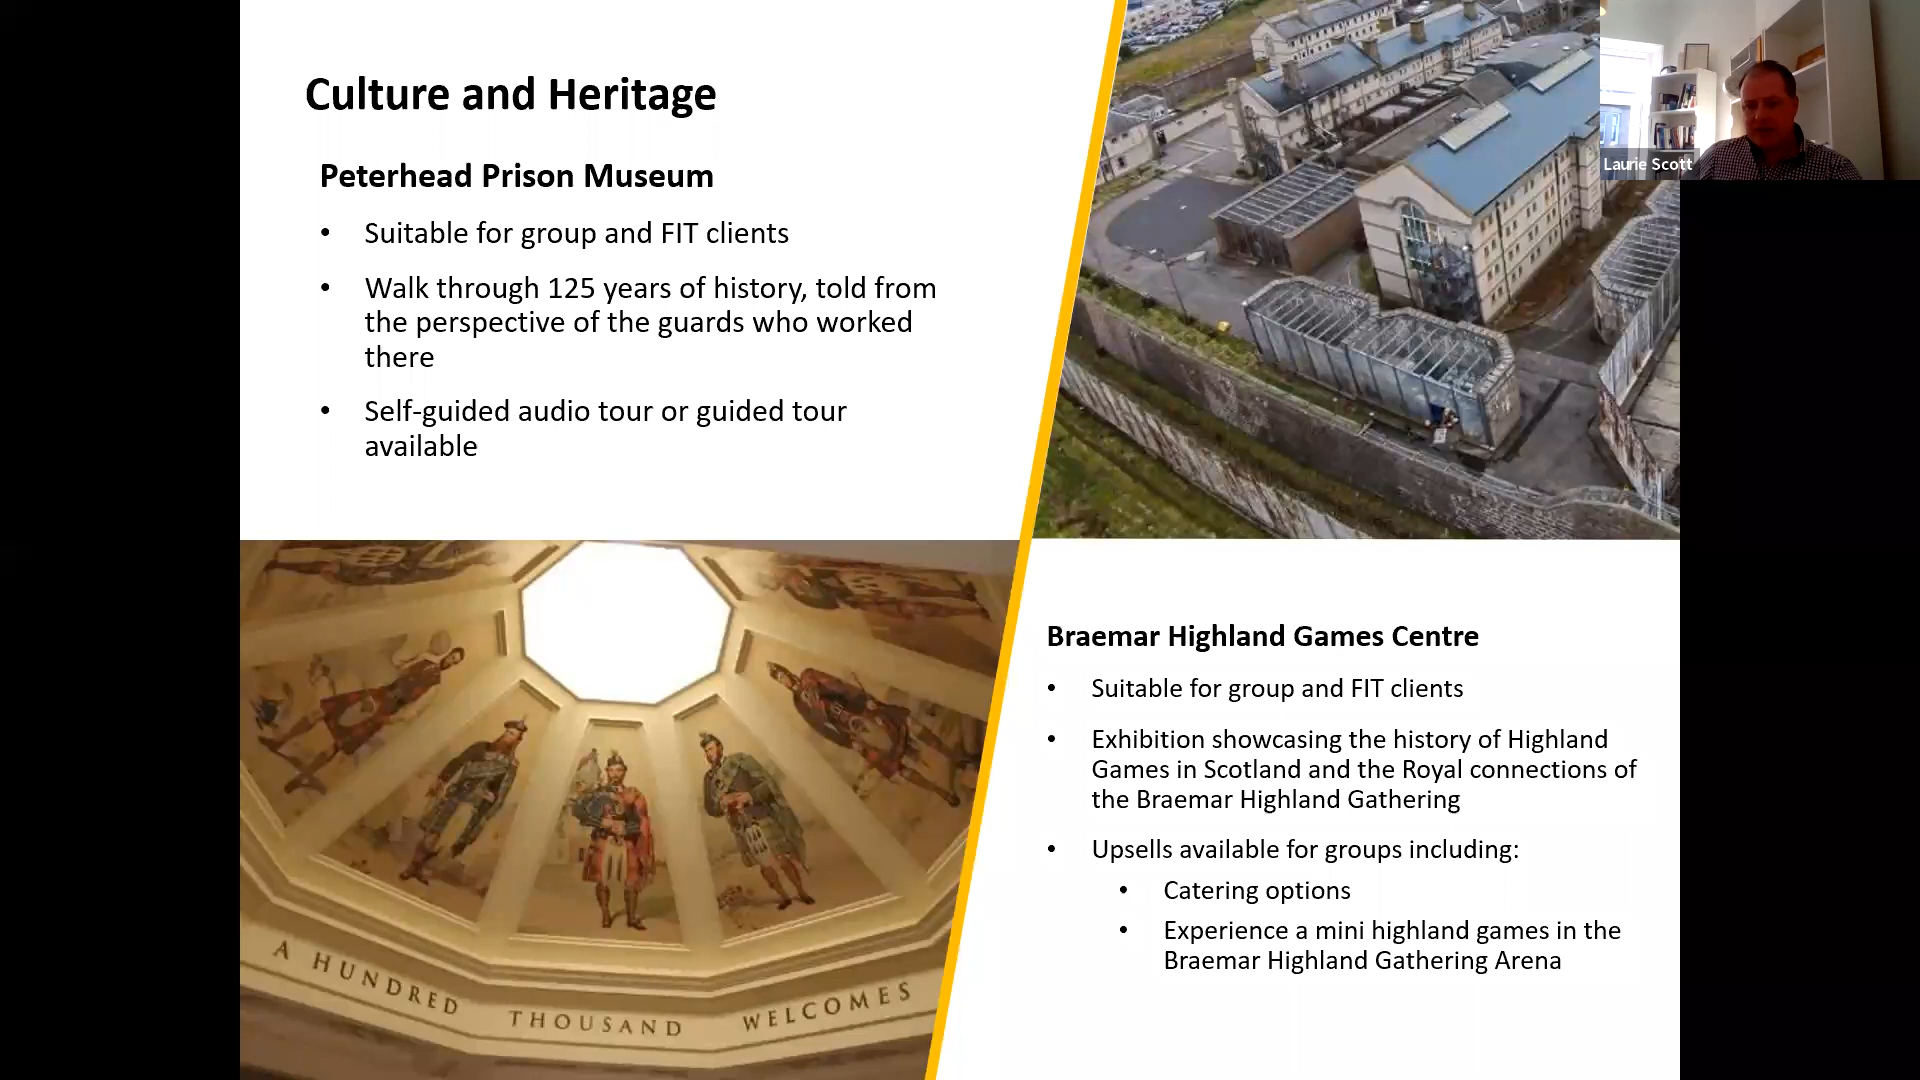 Culture and Heritage
Peterhead Prison Museum
• Suitable for group and FIT clients
• Walk through 125 years of history, told from
the perspective of the guards who worked
there
• Self-guided audio tour or guided tour
available
Laurie Scott
A HUNDRED THOUSAND WELCOMES
Braemar Highland Games Centre
• Suitable for group and FIT clients
• Exhibition showcasing the history of Highland
Games in Scotland and the Royal connections of
the Braemar Highland Gathering
• Upsells available for groups including:
• Catering options
• Experience a mini highland games in the
Braemar Highland Gathering Arena